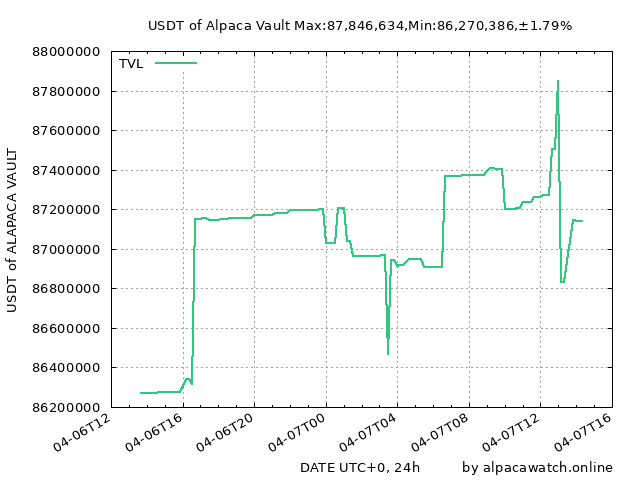 USDT of Alpaca Vault Max:87,846,634,Min:86,270,386,±1.79%
TVL
88000000
87800000
87600000
87400000
87200000
87000000
86800000
86600000
86400000
86200000
USDT of ALAPACA VAULT
04-06T12 04-06T16 04-06T20 04-07T00 04-07T04 04-07T08 04-07T12 04-07T16
DATE UTC+0, 24h by alpacawatch.online